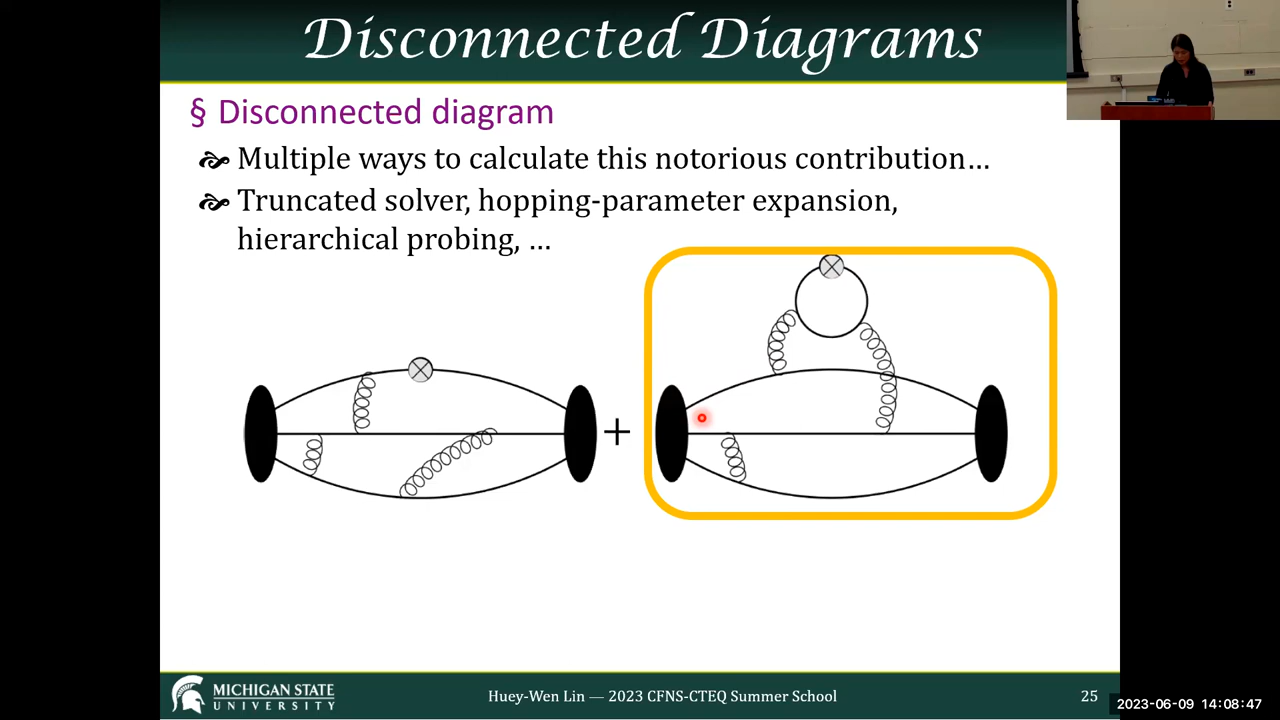 Disconnected Diagrams
§ Disconnected diagram
Multiple ways to calculate this notorious contribution…
Truncated solver, hopping-parameter expansion,
hierarchical probing, …
+
MICHIGAN STATE
UNIVERSITY
Huey-Wen Lin — 2023 CFNS-CTEQ Summer School
25
2023-06-09 14:08:47